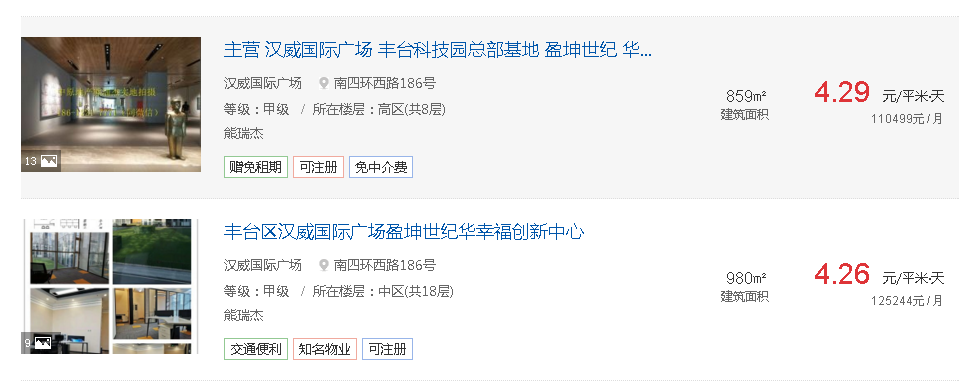 主营 汉威国际广场 丰台科技园总部基地 盈坤世纪 华...
汉威国际广场 南四环西路186号
等级：甲级 / 所在楼层：高区(共8层)
熊瑞杰
赠免租期 可注册 免中介费
859m²
建筑面积
4.29 元/平米·天
110499元/月
13
丰台区汉威国际广场盈坤世纪华幸福创新中心
汉威国际广场 南四环西路186号
等级：甲级 / 所在楼层：中区(共18层)
熊瑞杰
交通便利 知名物业 可注册
980m²
建筑面积
4.26 元/平米·天
125244元/月
9